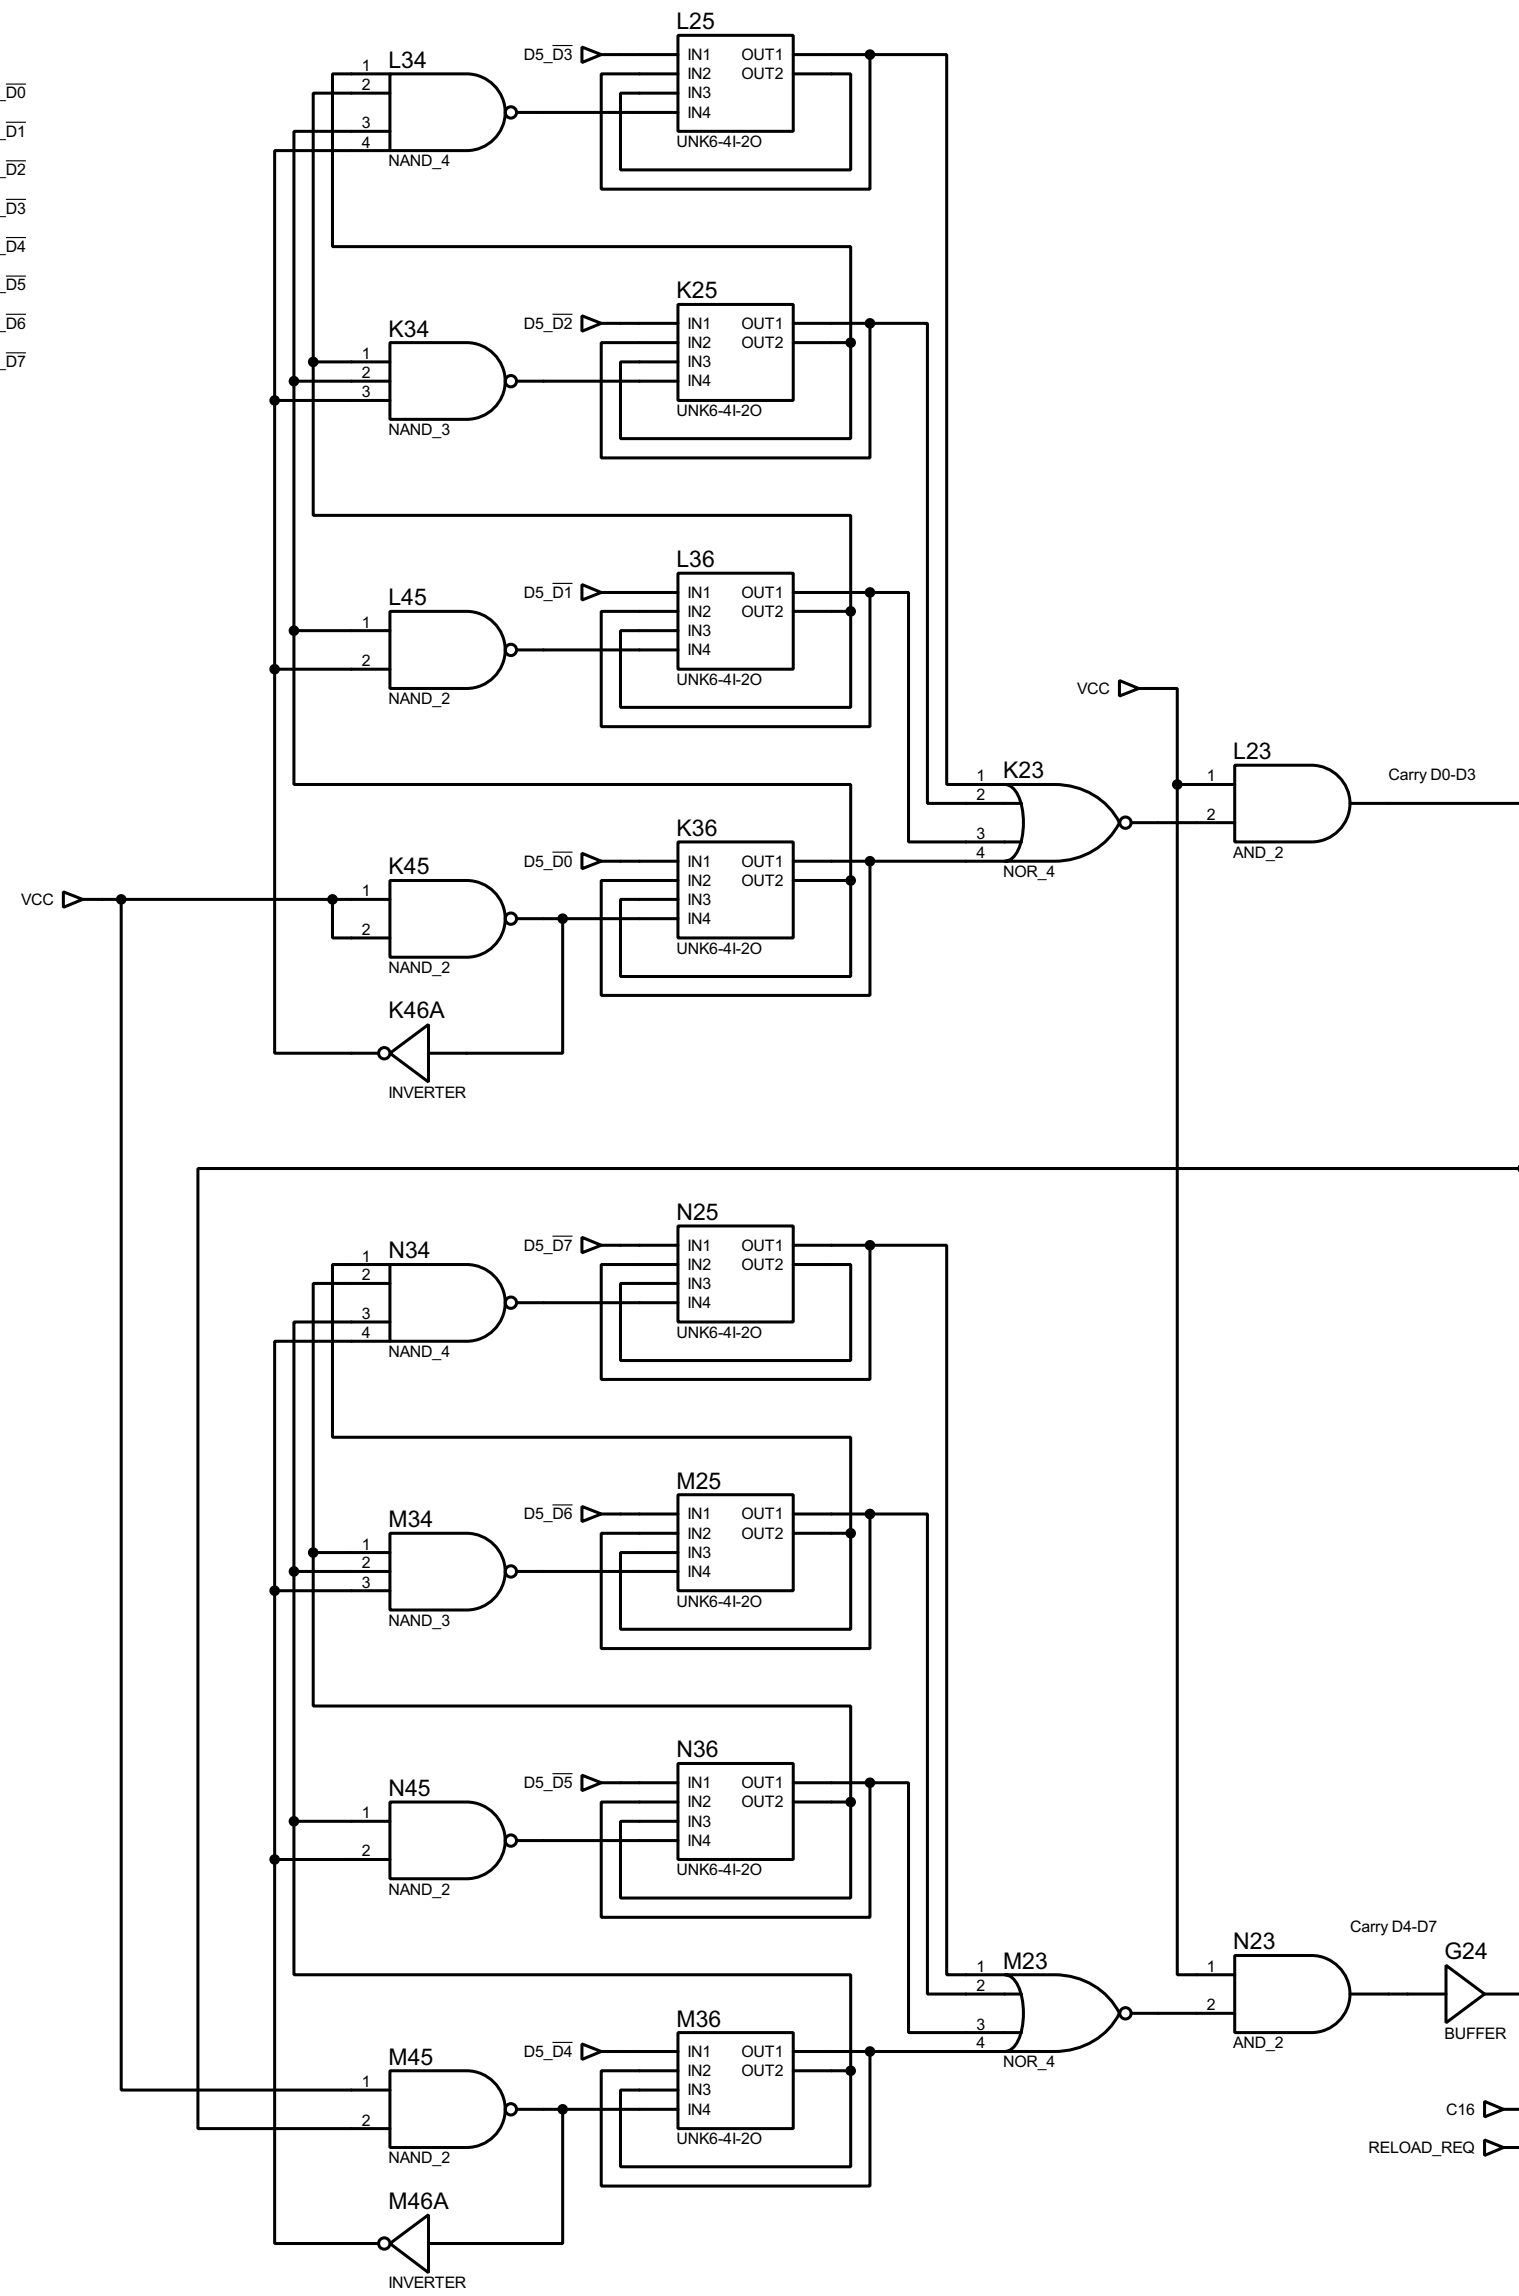 _D0
_D1
_D2
_D3
_D4
_D5
_D6
_D7
L25
D5_D3
IN1 OUT1
IN2 OUT2
IN3
IN4
UNK6-4I-2O
L34
1
2
3
4
NAND_4
K25
D5_D2
IN1 OUT1
IN2 OUT2
IN3
IN4
UNK6-4I-2O
K34
1
2
3
NAND_3
L36
D5_D1
IN1 OUT1
IN2 OUT2
IN3
IN4
UNK6-4I-2O
L45
1
2
NAND_2
VCC
L23
1
2
AND_2
Carry D0-D3
K23
1
2
3
4
NOR_4
K36
D5_D0
IN1 OUT1
IN2 OUT2
IN3
IN4
UNK6-4I-2O
VCC
K45
1
2
NAND_2
K46A
INVERTER
N25
D5_D7
IN1 OUT1
IN2 OUT2
IN3
IN4
UNK6-4I-2O
N34
1
2
3
4
NAND_4
M25
D5_D6
IN1 OUT1
IN2 OUT2
IN3
IN4
UNK6-4I-2O
M34
1
2
3
NAND_3
N36
D5_D5
IN1 OUT1
IN2 OUT2
IN3
IN4
UNK6-4I-2O
N45
1
2
NAND_2
Carry D4-D7
N23
1
2
AND_2
G24
BUFFER
M23
1
2
3
4
NOR_4
M36
D5_D4
IN1 OUT1
IN2 OUT2
IN3
IN4
UNK6-4I-2O
M45
1
2
NAND_2
C16
RELOAD_REQ
M46A
INVERTER